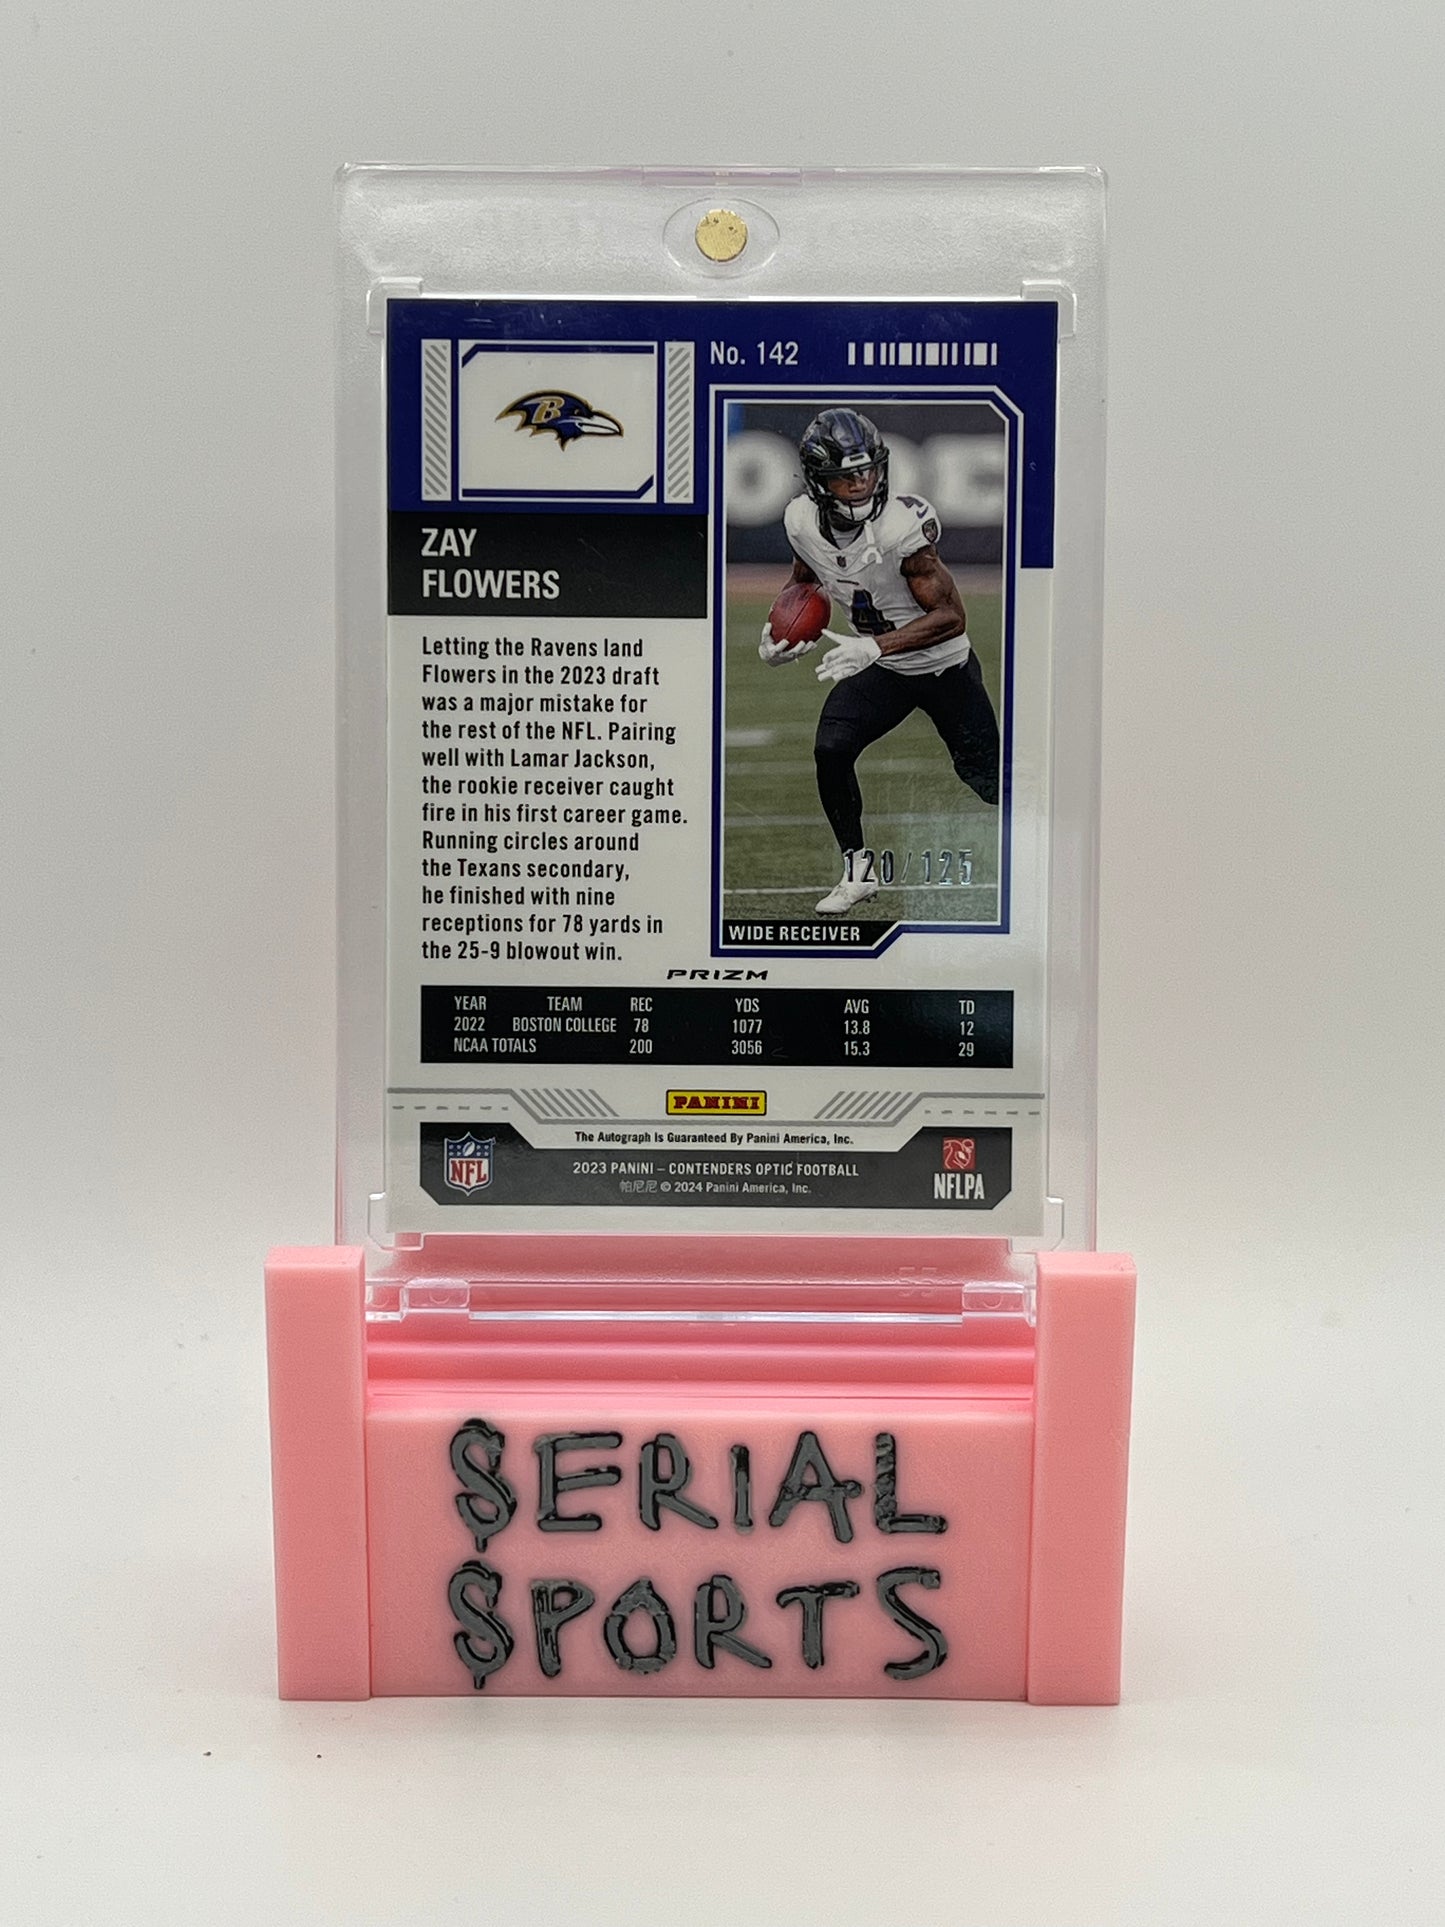 No. 142
B
ZAY
FLOWERS
Letting the Ravens land
Flowers in the 2023 draft
was a major mistake for
the rest of the NFL. Pairing
well with Lamar Jackson,
the rookie receiver caught
fire in his first career game.
Running circles around
the Texans secondary,
he finished with nine
receptions for 78 yards in
the 25-9 blowout win.
4
4
120/125
WIDE RECEIVER
PRIZM
YEAR TEAM REC YDS AVG TD
2022 BOSTON COLLEGE 78 1077 13.8 12
NCAA TOTALS 200 3056 15.3 29
PANINI
The Autograph Is Guaranteed By Panini America, Inc.
NFL
2023 PANINI – CONTENDERS OPTIC FOOTBALL
帕尼尼 © 2024 Panini America, Inc.
NFLPA
$ERIAL
$PORTS